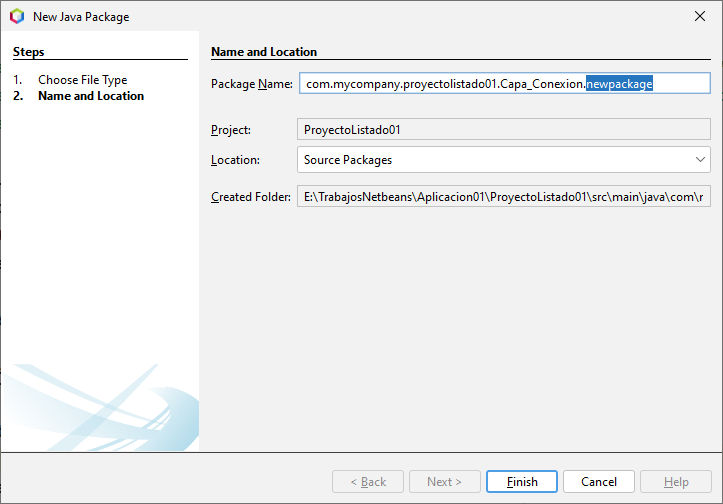 New Java Package
Steps
1. Choose File Type
2. Name and Location
Name and Location
Package Name: com.mycompany.proyectolistado01.Capa_Conexion.newpackage
Project: ProyectoListado01
Location: Source Packages
Created Folder: E:\TrabajosNetbeans\Aplicacion01\ProyectoListado01\src\main\java\com\r
< Back Next > Finish Cancel Help